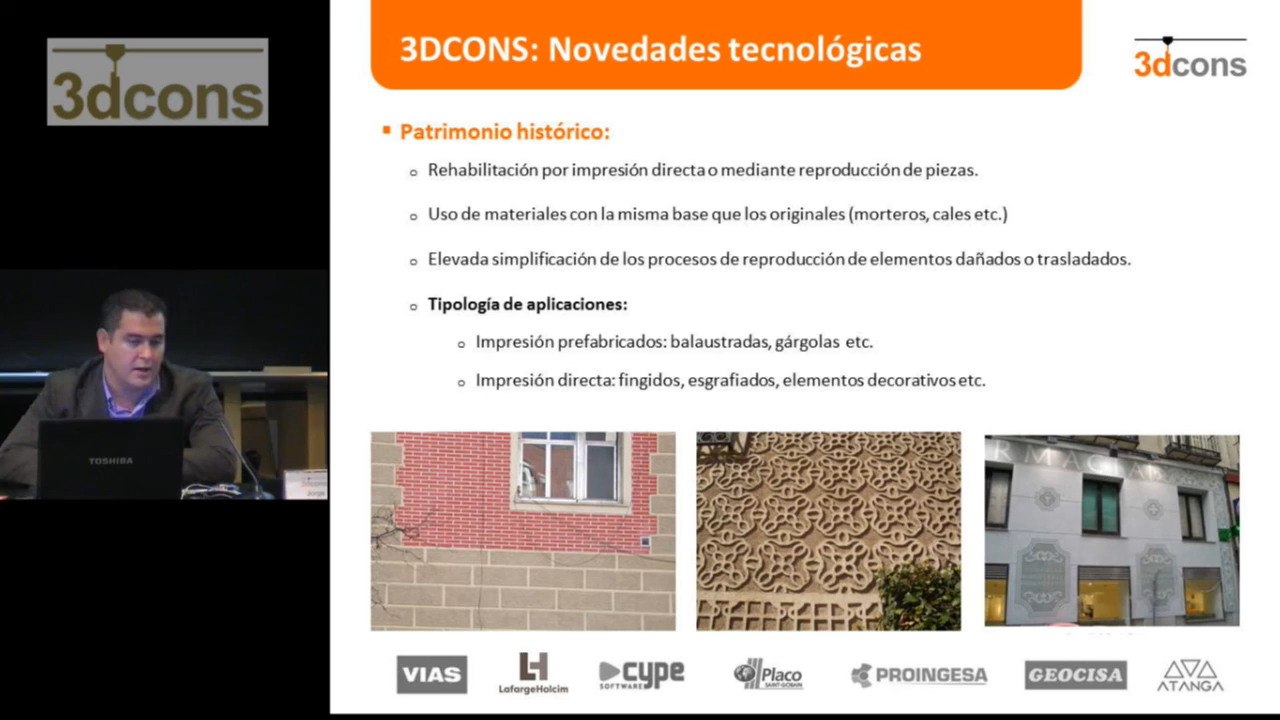 3dcons
3DCONS: Novedades tecnológicas
3dcons
Patrimonio histórico:
Rehabilitación por impresión directa o mediante reproducción de piezas.
Uso de materiales con la misma base que los originales (morteros, cales etc.)
Elevada simplificación de los procesos de reproducción de elementos dañados o trasladados.
Tipología de aplicaciones:
Impresión prefabricados: balaustradas, gárgolas etc.
Impresión directa: fingidos, esgrafiados, elementos decorativos etc.
TOSHIBA
Jorge
RMACIA
VIAS
LafargeHolcim
cype
SOFTWARE
Placo
SAINT-GOBAIN
PROINGESA
GEOCISA
ATANGA